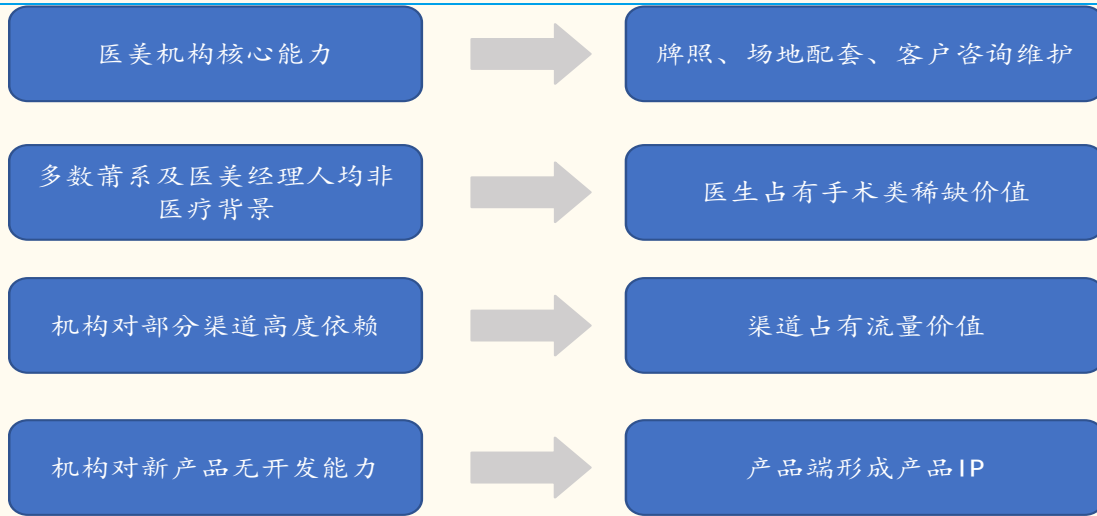 医美机构核心能力
牌照、场地配套、客户咨询维护
多数莆系及医美经理人均非
医疗背景
医生占有手术类稀缺价值
机构对部分渠道高度依赖
渠道占有流量价值
机构对新产品无开发能力
产品端形成产品IP